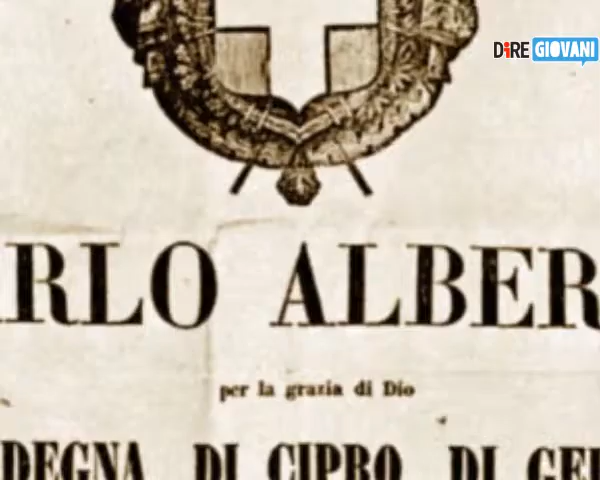 DiRE GIOVANI
RLO ALBER
per la grazia di Dio
DEGNA DI CIPRO DI GE